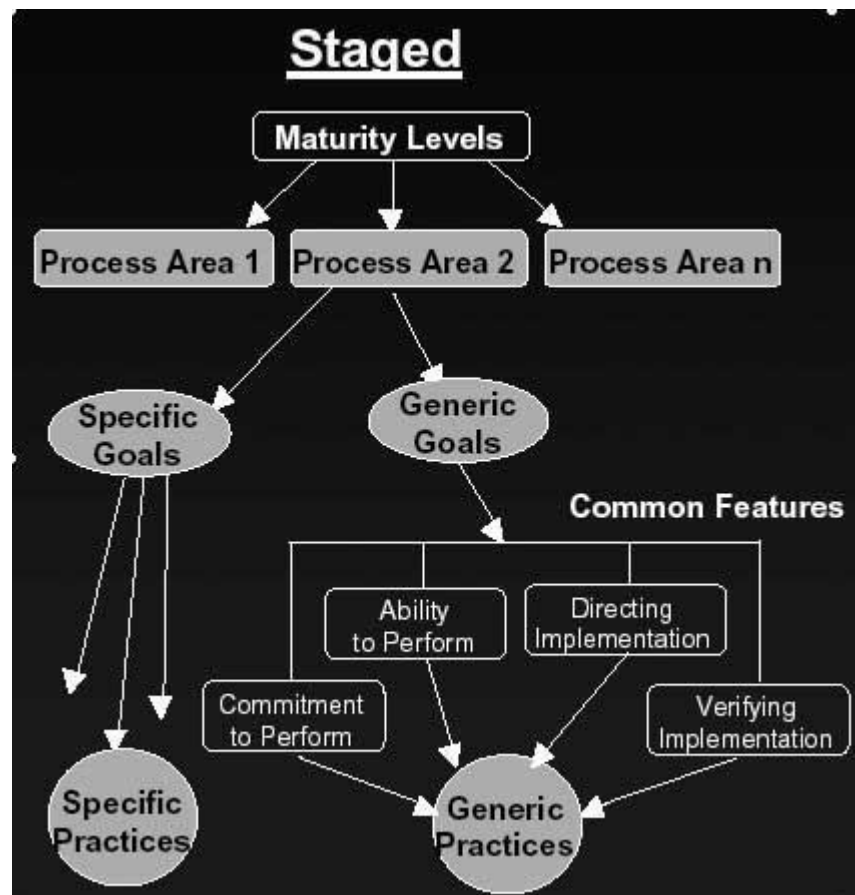 Staged
Maturity Levels
Process Area 1
Process Area 2
Process Area n
Specific
Goals
Generic
Goals
Common Features
Ability
to Perform
Directing
Implementation
Commitment
to Perform
Verifying
Implementation
Specific
Practices
Generic
Practices